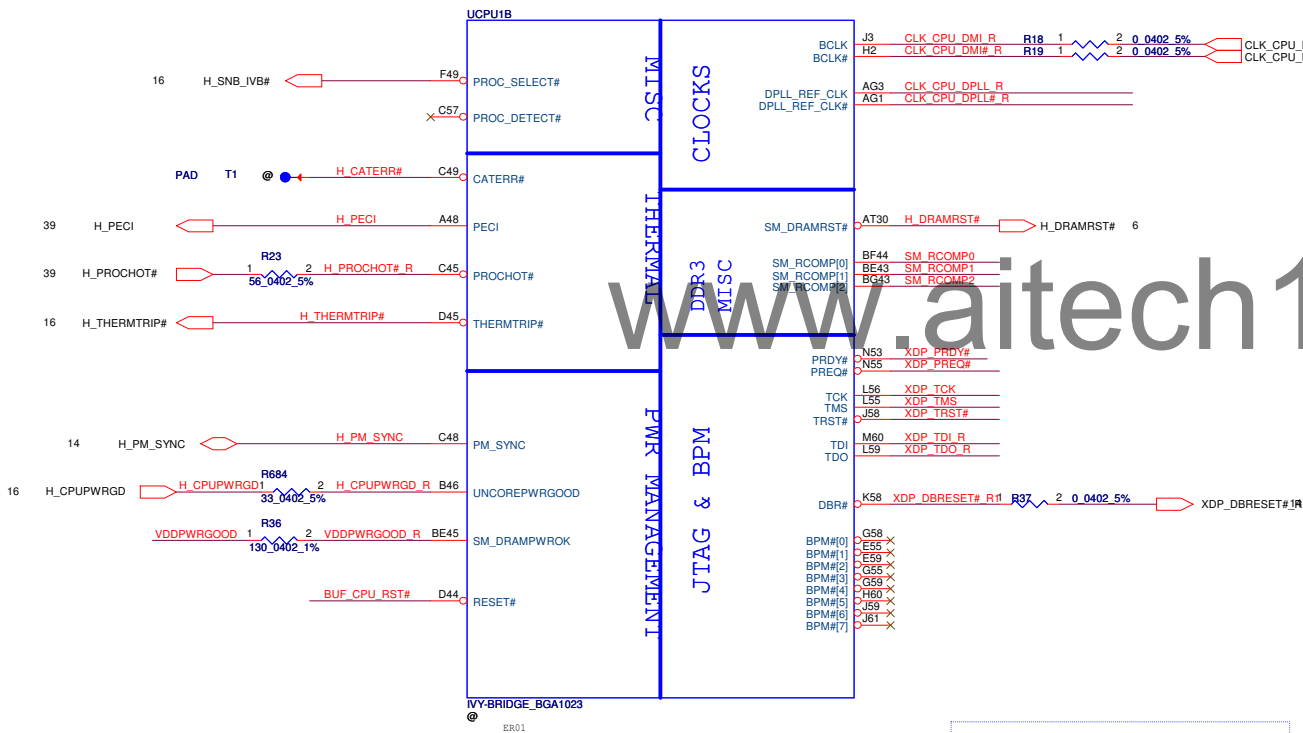 UCPU1B
MISC
CLOCKS
16 H_SNB_IVB# F49 PROC_SELECT#
C57 PROC_DETECT#
BCLK J3 CLK_CPU_DMI_R R18 1 2 0_0402_5%
BCLK# H2 CLK_CPU_DMI#_R R19 1 2 0_0402_5%
DPLL_REF_CLK AG3 CLK_CPU_DPLL_R
DPLL_REF_CLK# AG1 CLK_CPU_DPLL#_R
THERMAL
PAD T1 @ H_CATERR# C49 CATERR#
39 H_PECI H_PECI A48 PECI
39 H_PROCHOT# R23 1 2 56_0402_5% H_PROCHOT#_R C45 PROCHOT#
16 H_THERMTRIP# H_THERMTRIP# D45 THERMTRIP#
DDR3
MISC
SM_DRAMRST# AT30 H_DRAMRST# H_DRAMRST# 6
SM_RCOMP[0] BF44 SM_RCOMP0
SM_RCOMP[1] BE43 SM_RCOMP1
SM_RCOMP[2] BG43 SM_RCOMP2
www.aitech1
PWR MANAGEMENT
14 H_PM_SYNC H_PM_SYNC C48 PM_SYNC
16 H_CPUPWRGD H_CPUPWRGD R684 1 2 33_0402_5% H_CPUPWRGD_R B46 UNCOREPWRGOOD
VDDPWRGOOD R36 1 2 130_0402_1% VDDPWRGOOD_R BE45 SM_DRAMPWROK
BUF_CPU_RST# D44 RESET#
JTAG & BPM
PRDY# N53 XDP_PRDY#
PREQ# N55 XDP_PREQ#
TCK L56 XDP_TCK
TMS L55 XDP_TMS
TRST# J58 XDP_TRST#
TDI M60 XDP_TDI_R
TDO L59 XDP_TDO_R
DBR# K58 XDP_DBRESET#_R 1 R37 2 0_0402_5% XDP_DBRESET#
BPM#[0] G58
BPM#[1] E55
BPM#[2] E59
BPM#[3] G55
BPM#[4] G59
BPM#[5] H60
BPM#[6] J59
BPM#[7] J61
IVY-BRIDGE_BGA1023
@
ER01